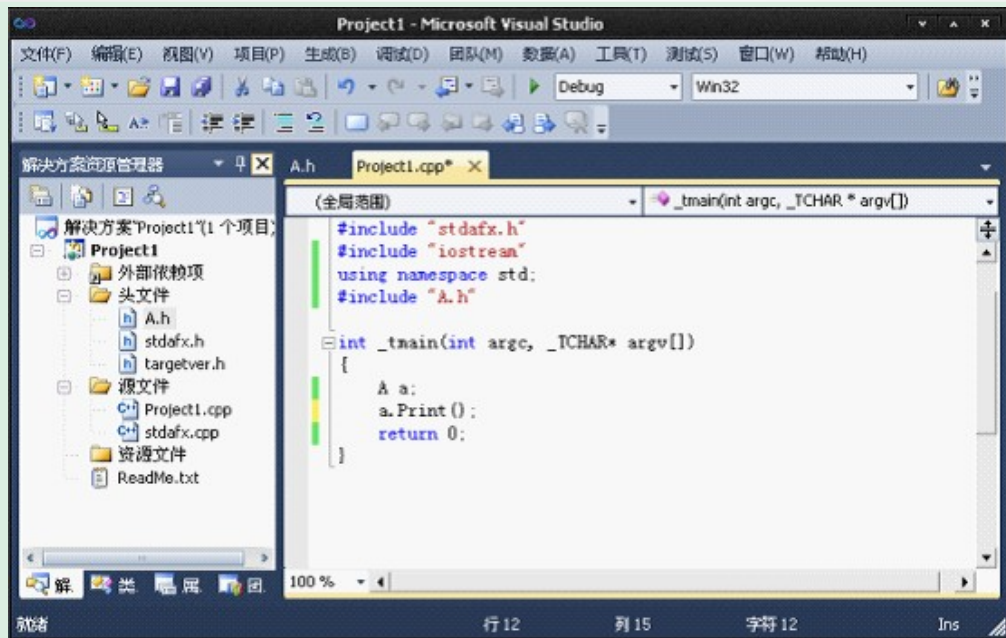 Project1 - Microsoft Visual Studio
文件(F) 编辑(E) 视图(V) 项目(P) 生成(B) 调试(D) 团队(M) 数据(A) 工具(T) 测试(S) 窗口(W) 帮助(H)
Debug Win32
解决方案资源管理器
A.h Project1.cpp*
(全局范围) _tmain(int argc, _TCHAR * argv[])
解决方案"Project1"(1 个项目)
Project1
外部依赖项
头文件
A.h
stdafx.h
targetver.h
源文件
Project1.cpp
stdafx.cpp
资源文件
ReadMe.txt
解. 类. 属. 团.
#include "stdafx.h"
#include "iostream"
using namespace std;
#include "A.h"
int _tmain(int argc, _TCHAR* argv[])
{
A a;
a.Print();
return 0;
}
100 %
就绪 行 12 列 15 字符 12 Ins